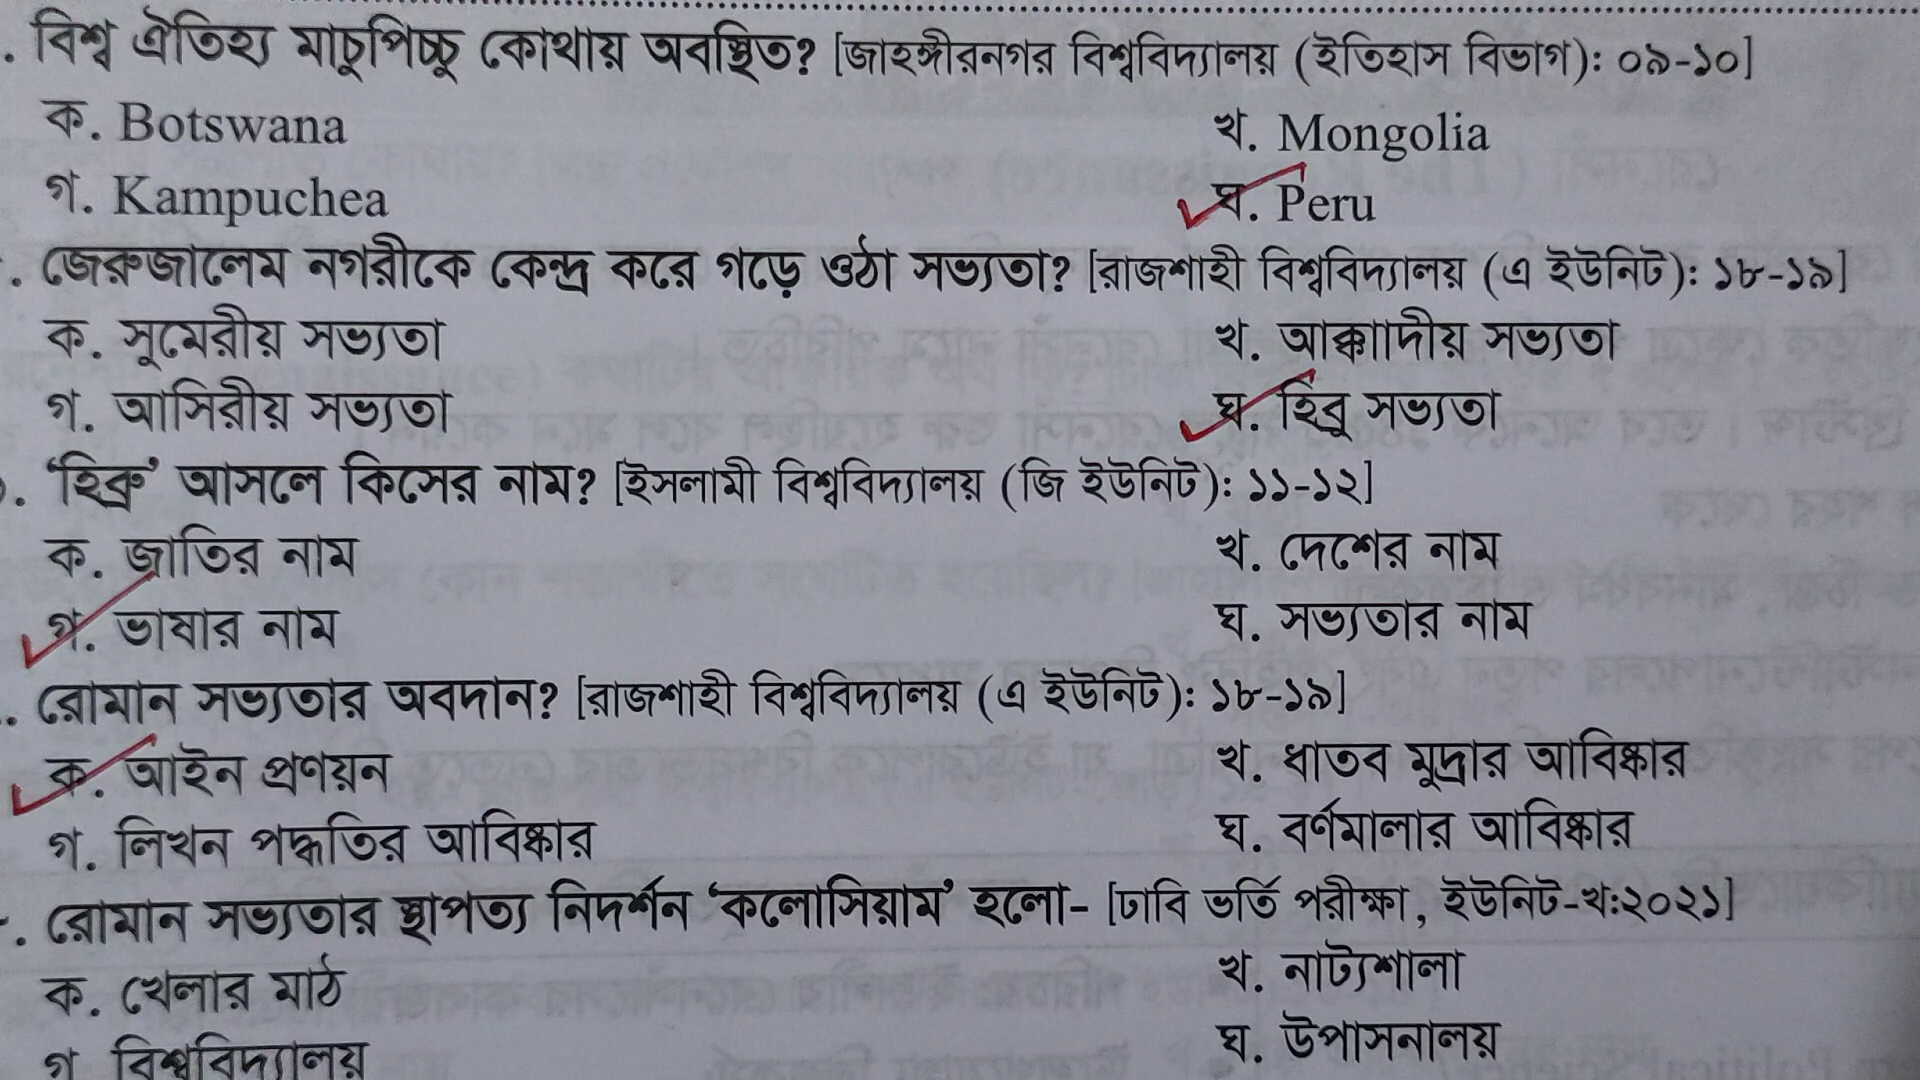 . বিশ্ব ঐতিহ্য মাচুপিচ্চু কোথায় অবস্থিত? [জাহঙ্গীরনগর বিশ্ববিদ্যালয় (ইতিহাস বিভাগ): ০৯-১০]
ক. Botswana খ. Mongolia
গ. Kampuchea ঘ. Peru
. জেরুজালেম নগরীকে কেন্দ্র করে গড়ে ওঠা সভ্যতা? [রাজশাহী বিশ্ববিদ্যালয় (এ ইউনিট): ১৮-১৯]
ক. সুমেরীয় সভ্যতা খ. আক্কাাদীয় সভ্যতা
গ. আসিরীয় সভ্যতা ঘ. হিব্রু সভ্যতা
. ‘হিব্রু’ আসলে কিসের নাম? [ইসলামী বিশ্ববিদ্যালয় (জি ইউনিট): ১১-১২]
ক. জাতির নাম খ. দেশের নাম
গ. ভাষার নাম ঘ. সভ্যতার নাম
. রোমান সভ্যতার অবদান? [রাজশাহী বিশ্ববিদ্যালয় (এ ইউনিট): ১৮-১৯]
ক. আইন প্রণয়ন খ. ধাতব মুদ্রার আবিষ্কার
গ. লিখন পদ্ধতির আবিষ্কার ঘ. বর্ণমালার আবিষ্কার
. রোমান সভ্যতার স্থাপত্য নিদর্শন ‘কলোসিয়াম’ হলো- [ঢাবি ভর্তি পরীক্ষা, ইউনিট-খ:২০২১]
ক. খেলার মাঠ খ. নাট্যশালা
গ বিশ্ববিদ্যালয় ঘ. উপাসনালয়